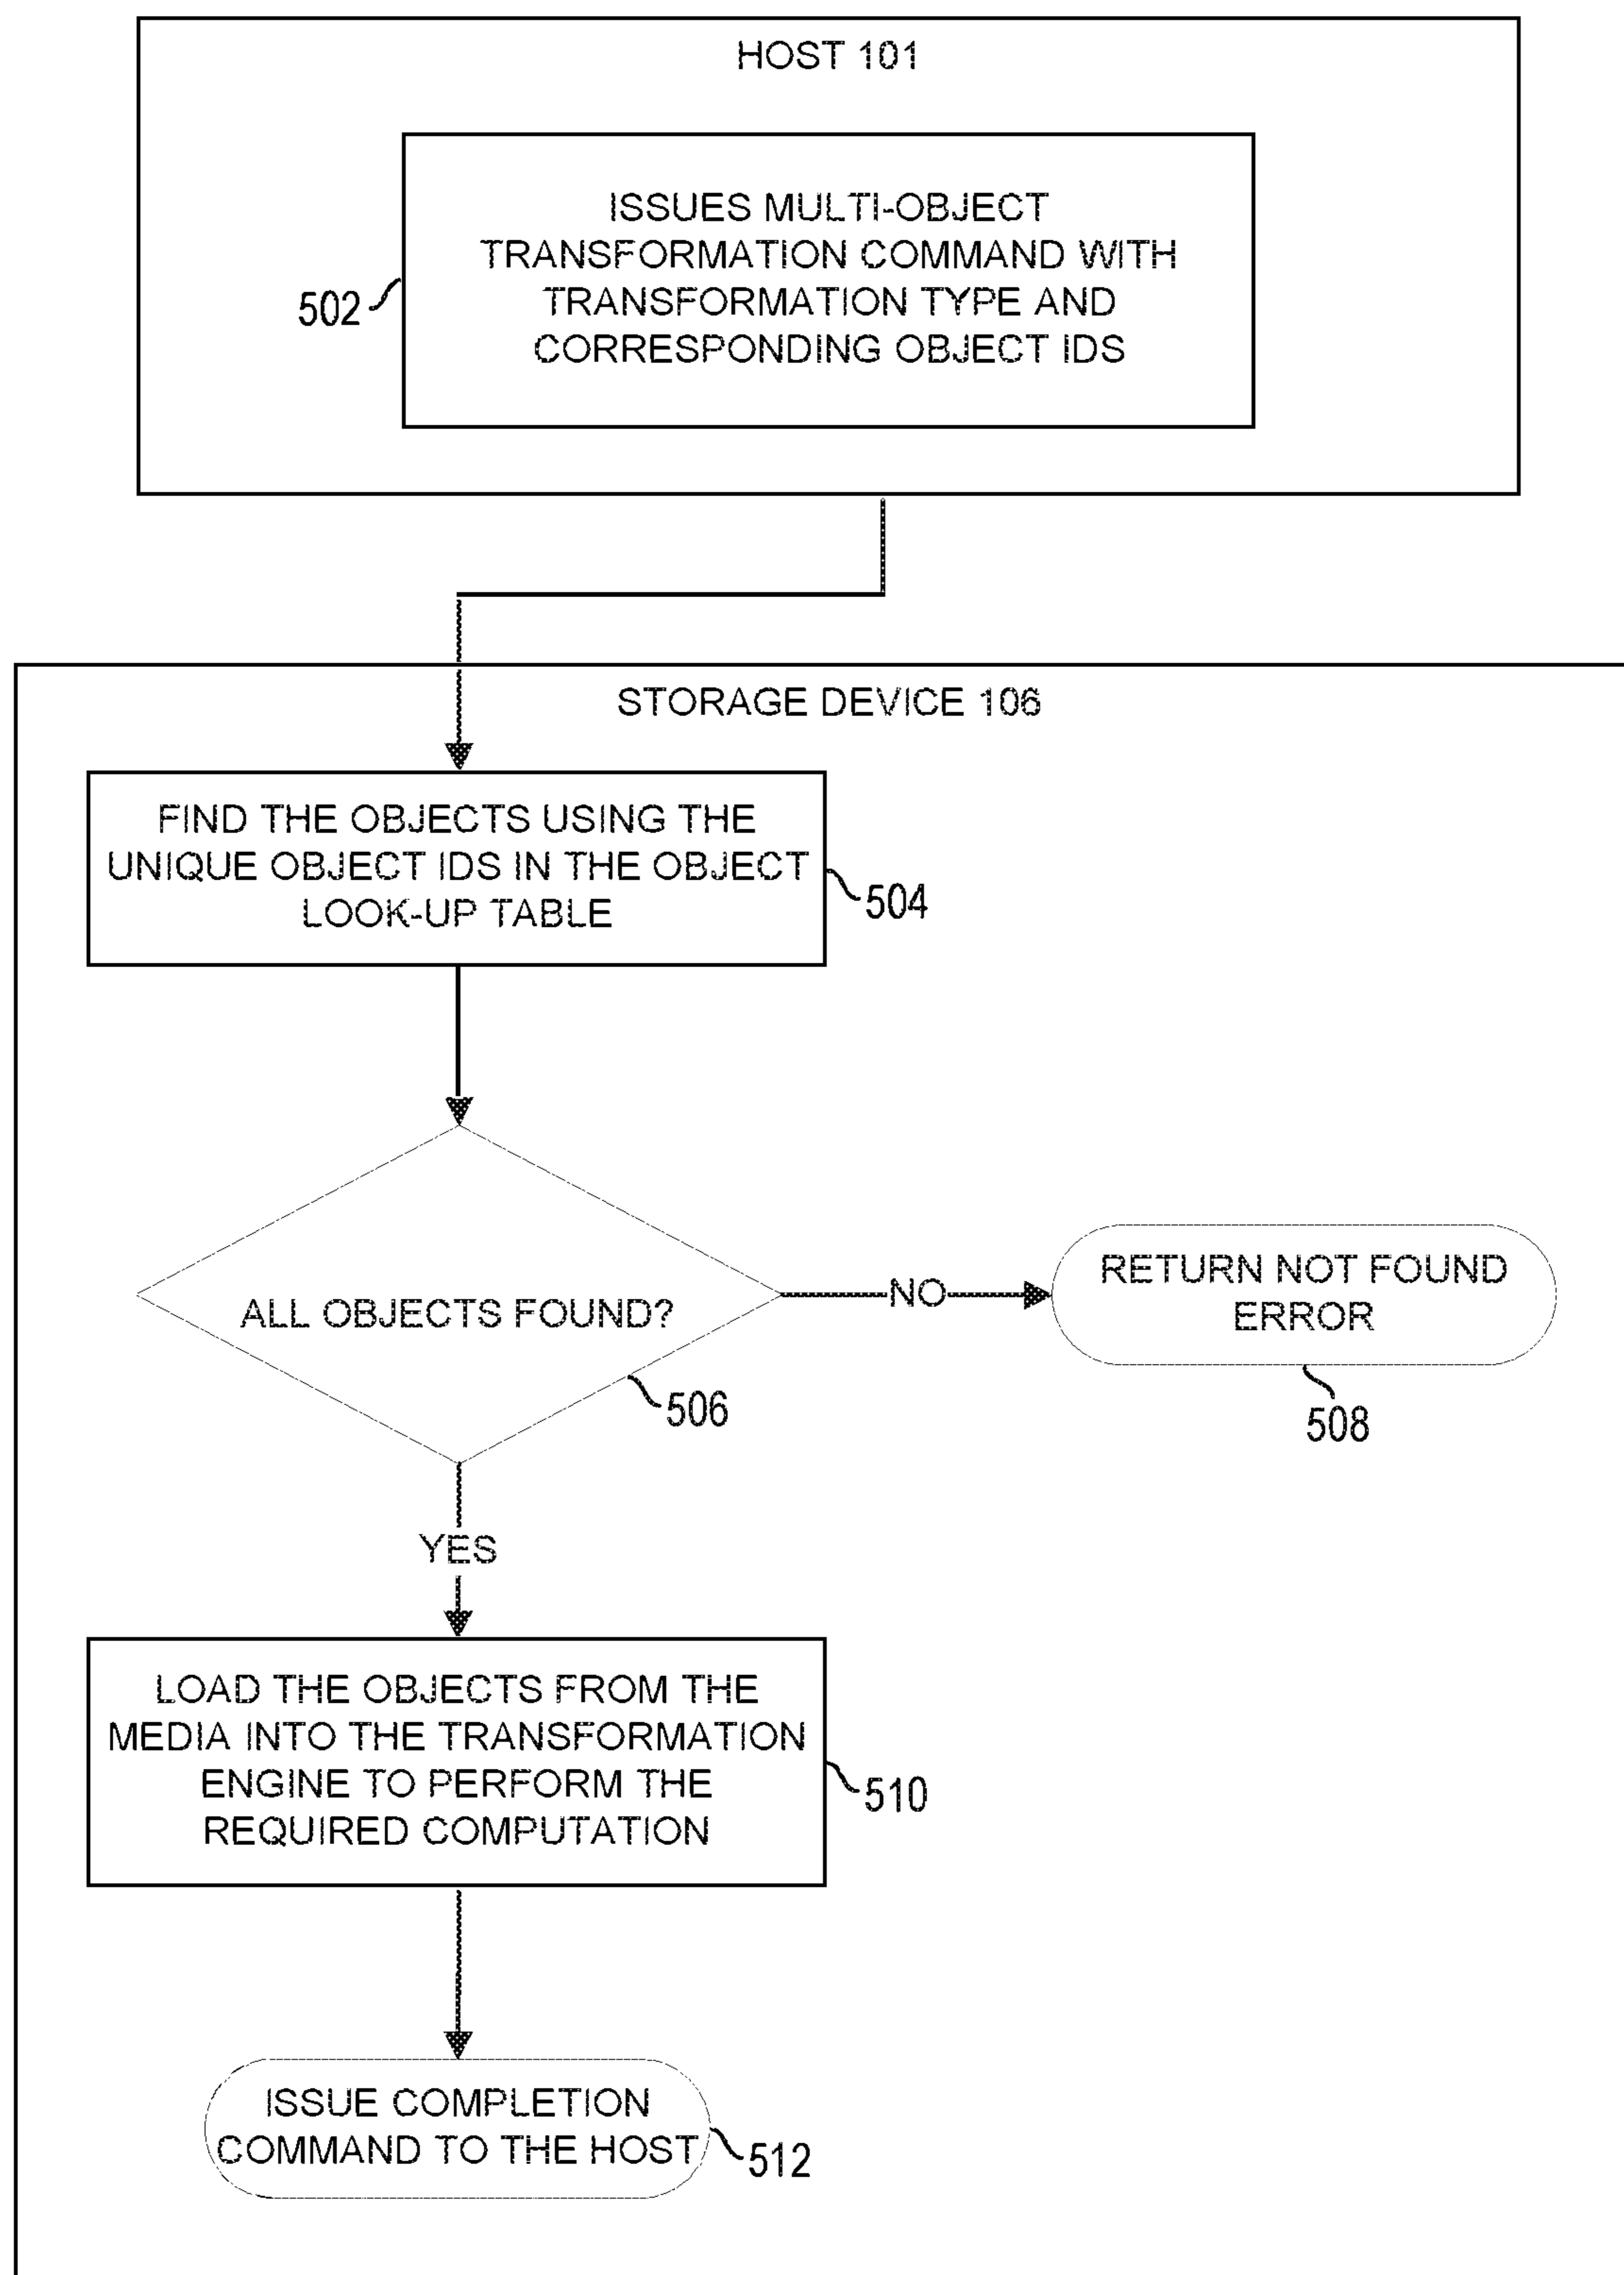 HOST 101
ISSUES MULTI-OBJECT
TRANSFORMATION COMMAND WITH
TRANSFORMATION TYPE AND
CORRESPONDING OBJECT IDS
502
STORAGE DEVICE 106
FIND THE OBJECTS USING THE
UNIQUE OBJECT IDS IN THE OBJECT
LOOK-UP TABLE
504
ALL OBJECTS FOUND?
506
NO
RETURN NOT FOUND
ERROR
508
YES
LOAD THE OBJECTS FROM THE
MEDIA INTO THE TRANSFORMATION
ENGINE TO PERFORM THE
REQUIRED COMPUTATION
510
ISSUE COMPLETION
COMMAND TO THE HOST
512